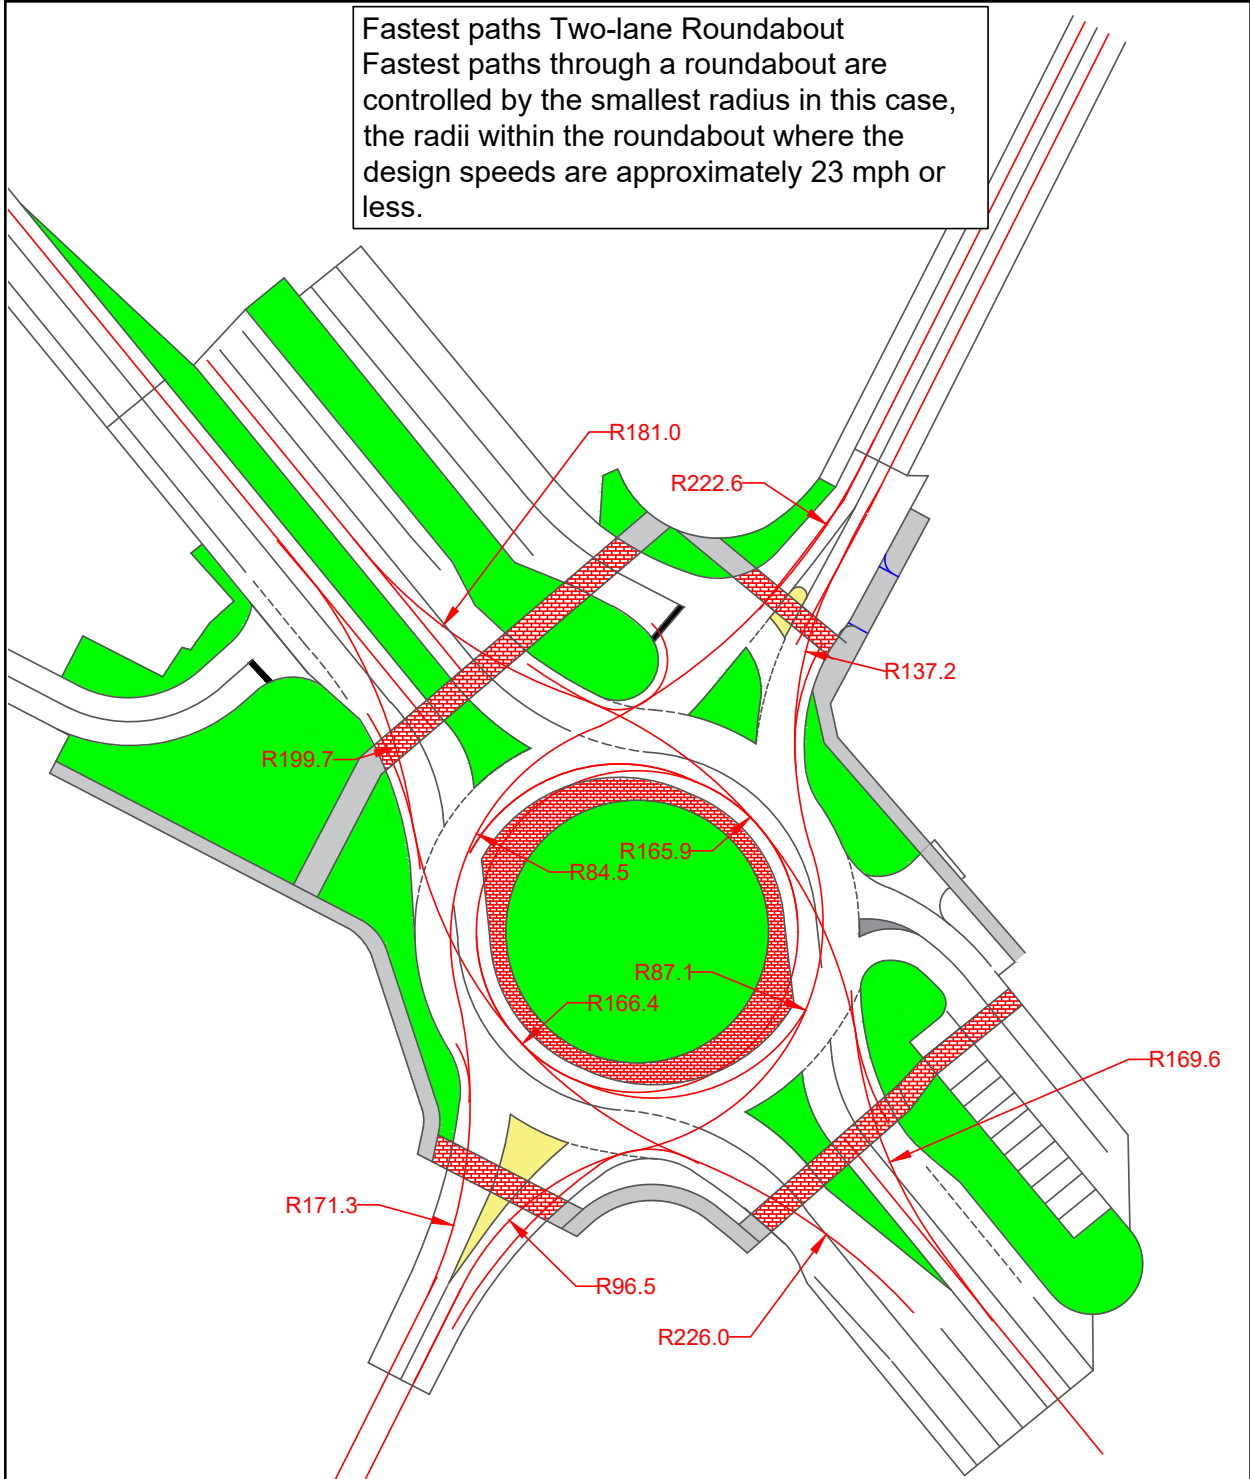 Fastest paths Two-lane Roundabout
Fastest paths through a roundabout are
controlled by the smallest radius in this case,
the radii within the roundabout where the
design speeds are approximately 23 mph or
less.
R181.0
R222.6
R137.2
R199.7
R165.9
R84.5
R87.1
R166.4
R169.6
R171.3
R96.5
R226.0